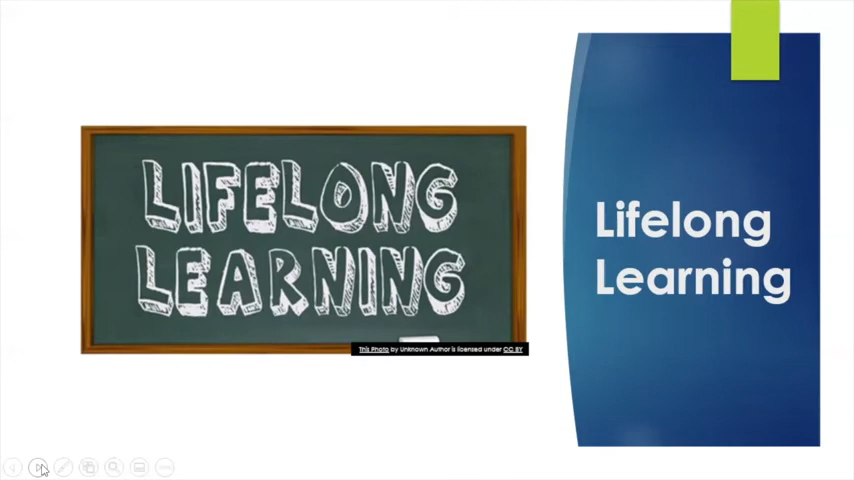 LIFELONG
LEARNING
This Photo by Unknown Author is licensed under CC BY
Lifelong
Learning